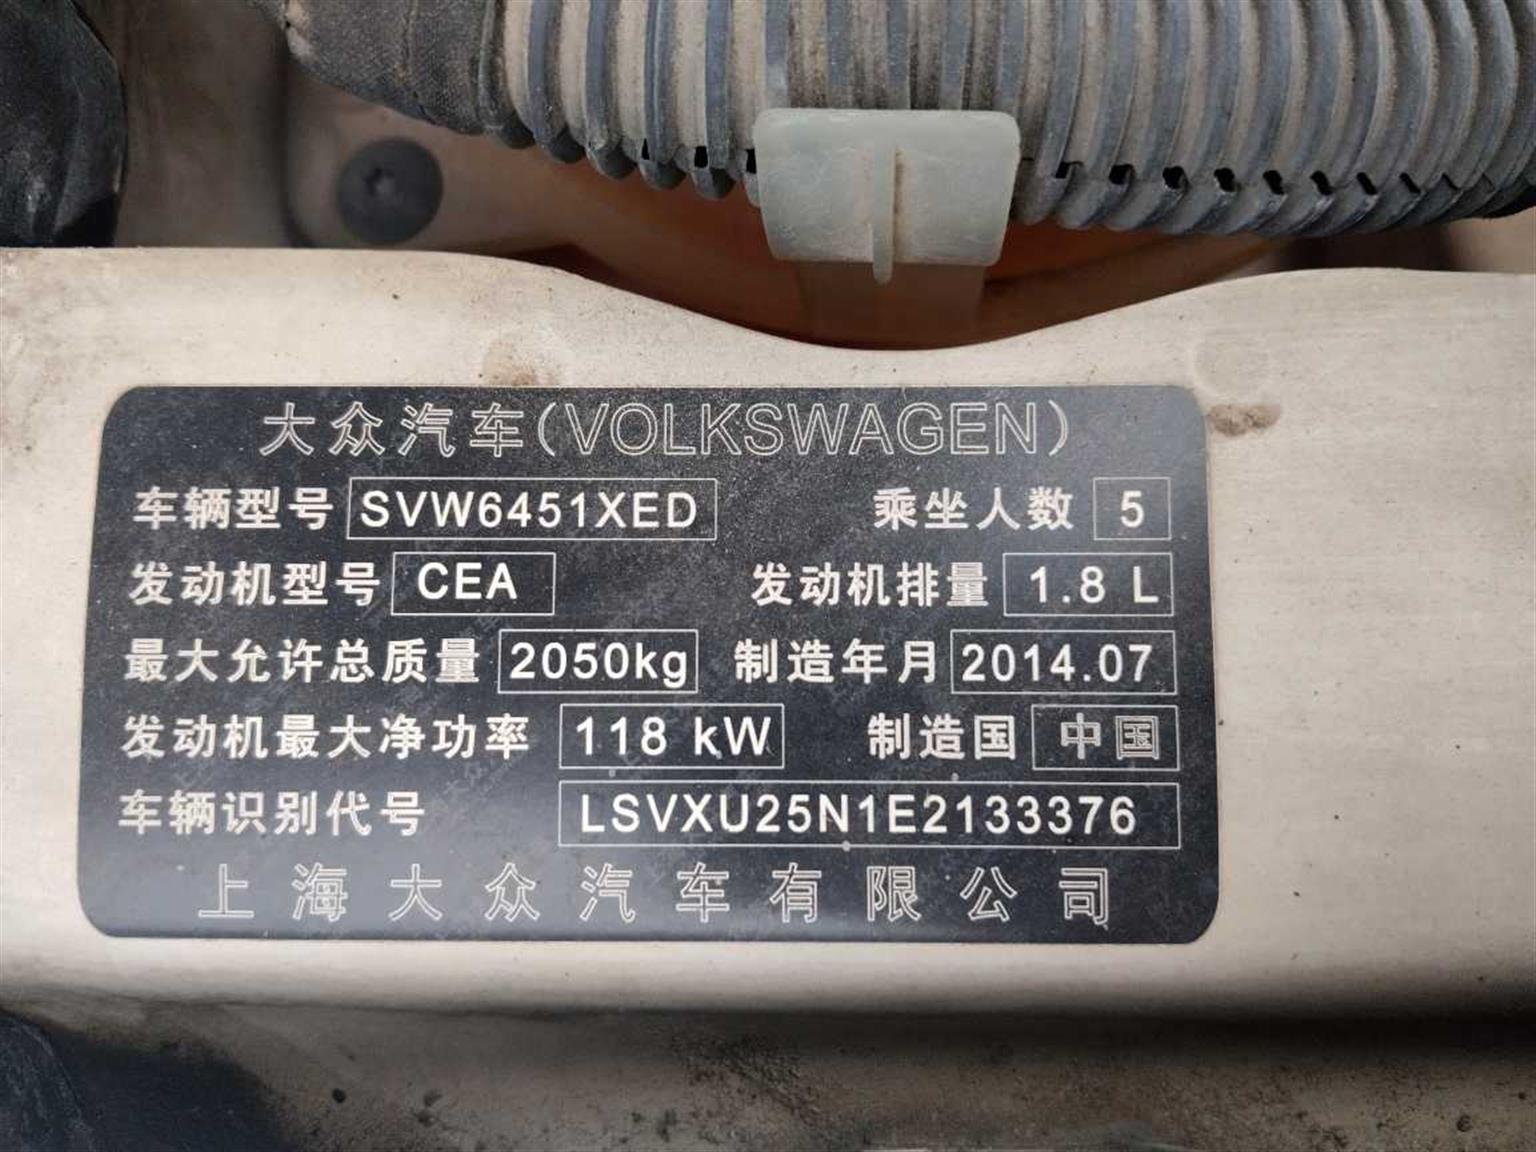 大众汽车(VOLKSWAGEN)
车辆型号 SVW6451XED 乘坐人数 5
发动机型号 CEA 发动机排量 1.8 L
最大允许总质量 2050kg 制造年月 2014.07
发动机最大净功率 118 kW 制造国 中国
车辆识别代号 LSVXU25N1E2133376
上海大众汽车有限公司